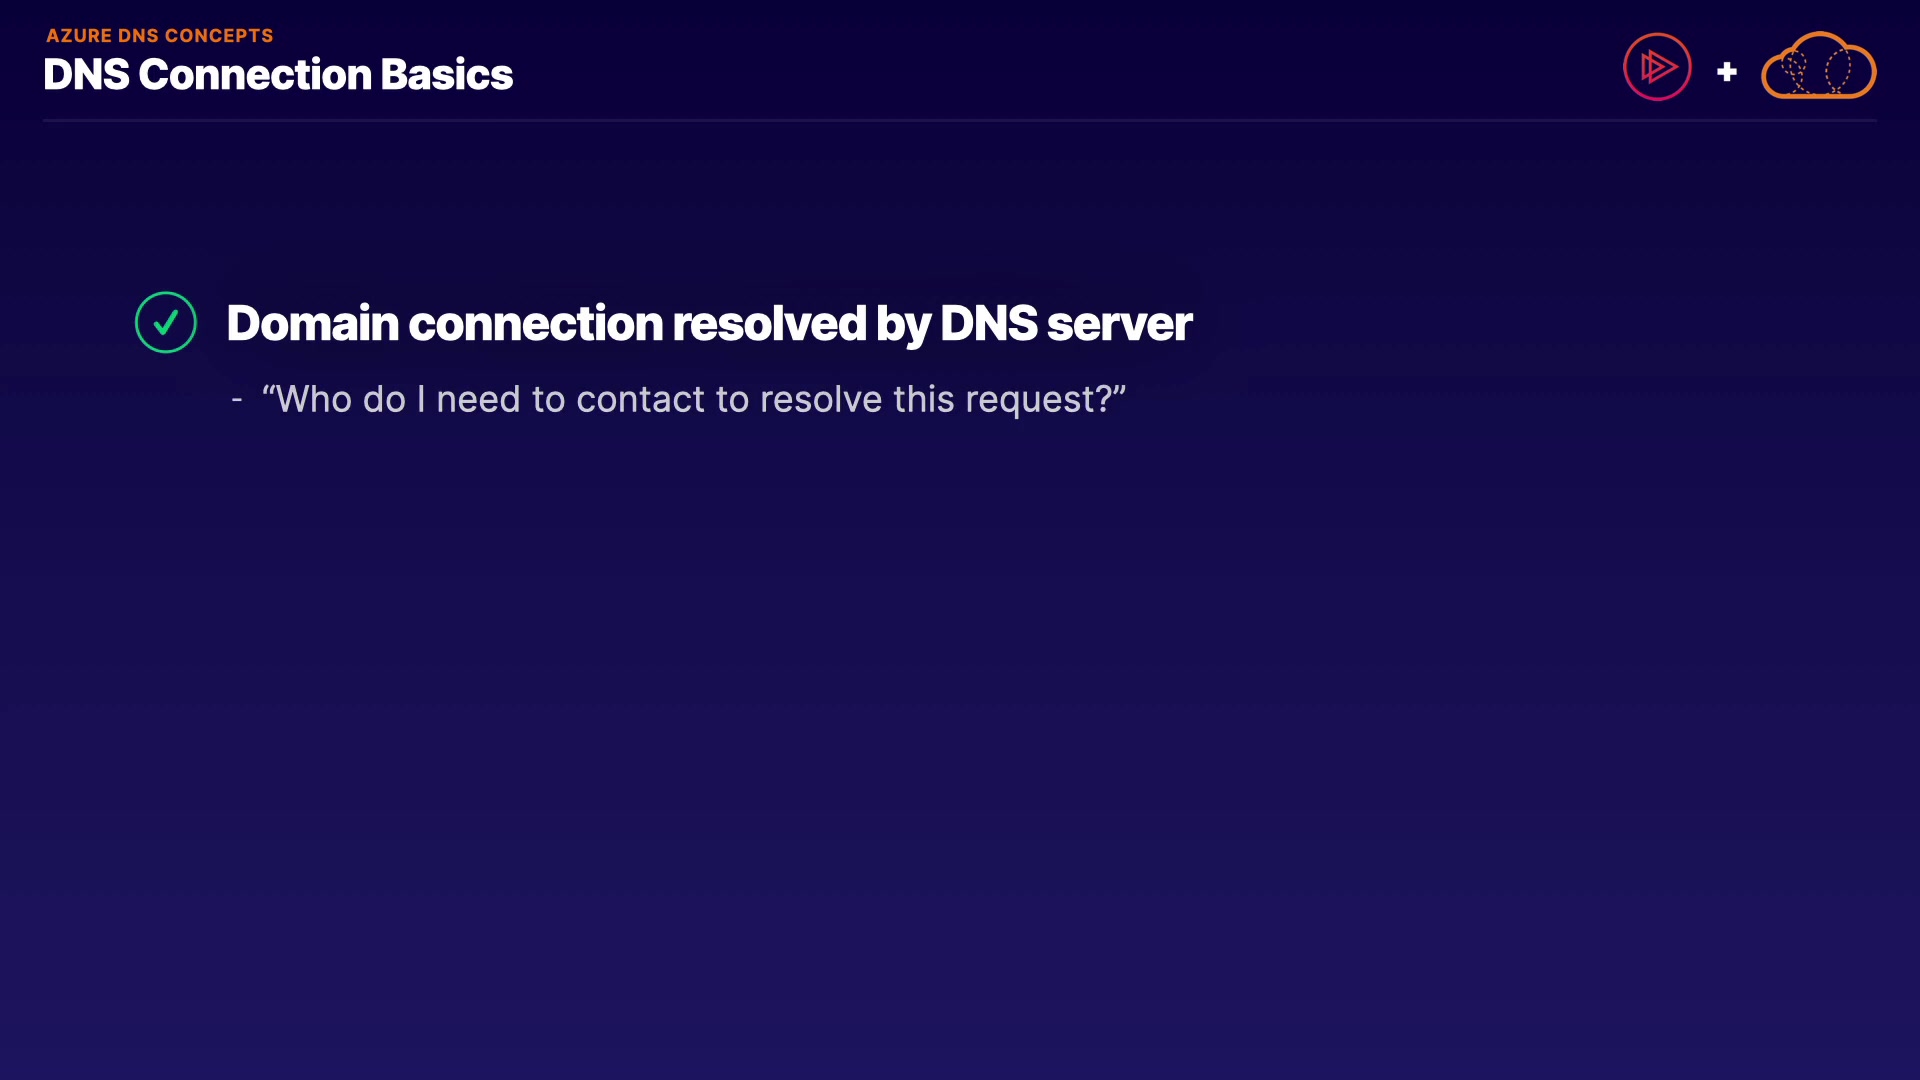 AZURE DNS CONCEPTS
DNS Connection Basics
Domain connection resolved by DNS server
- “Who do I need to contact to resolve this request?”